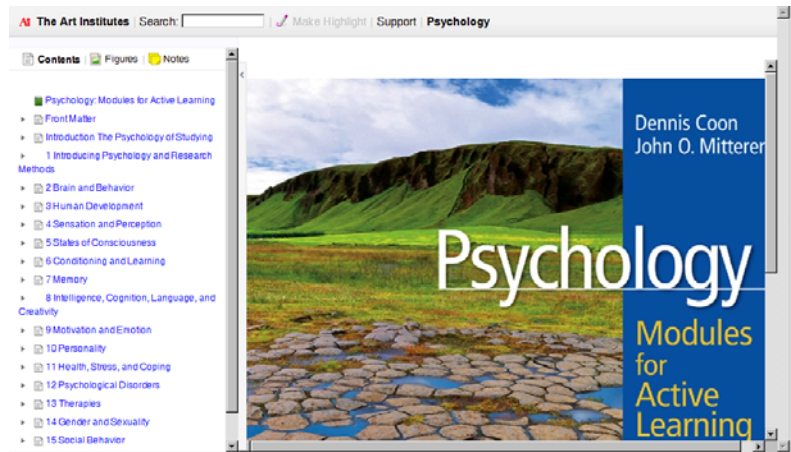 AI The Art Institutes | Search: | Make Highlight | Support | Psychology
Contents | Figures | Notes
Psychology: Modules for Active Learning
Front Matter
Introduction The Psychology of Studying
1 Introducing Psychology and Research
Methods
2 Brain and Behavior
3 Human Development
4 Sensation and Perception
5 States of Consciousness
6 Conditioning and Learning
7 Memory
8 Intelligence, Cognition, Language, and
Creativity
9 Motivation and Emotion
10 Personality
11 Health, Stress, and Coping
12 Psychological Disorders
13 Therapies
14 Gender and Sexuality
15 Social Behavior
Dennis Coon
John O. Mitterer
Psychology
Modules
for
Active
Learning